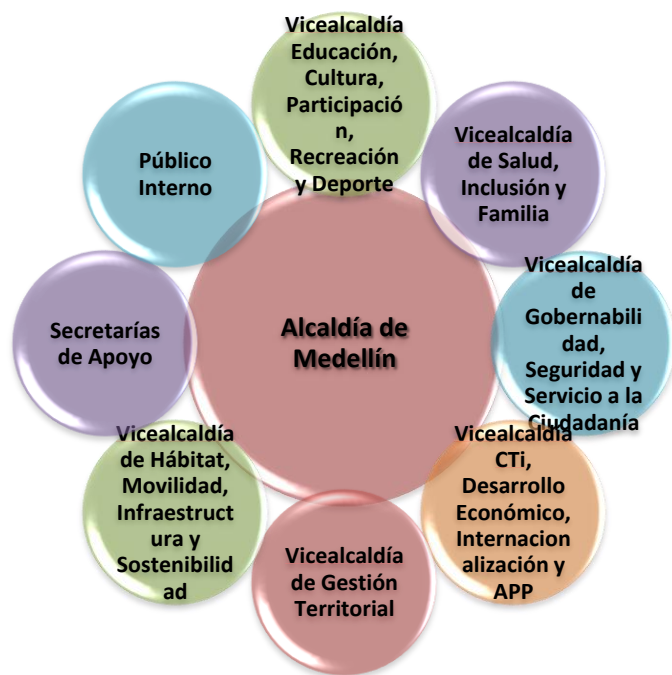 Vicealcaldía
Educación,
Cultura,
Participació
n,
Recreación
y Deporte
Vicealcaldía
de Salud,
Inclusión y
Familia
Vicealcaldía
de
Gobernabili
dad,
Seguridad y
Servicio a la
Ciudadanía
Vicealcaldía
CTi,
Desarrollo
Económico,
Internacion
alización y
APP
Vicealcaldía
de Gestión
Territorial
Vicealcaldía
de Hábitat,
Movilidad,
Infraestruct
ura y
Sostenibilid
ad
Secretarías
de Apoyo
Público
Interno
Alcaldía de
Medellín